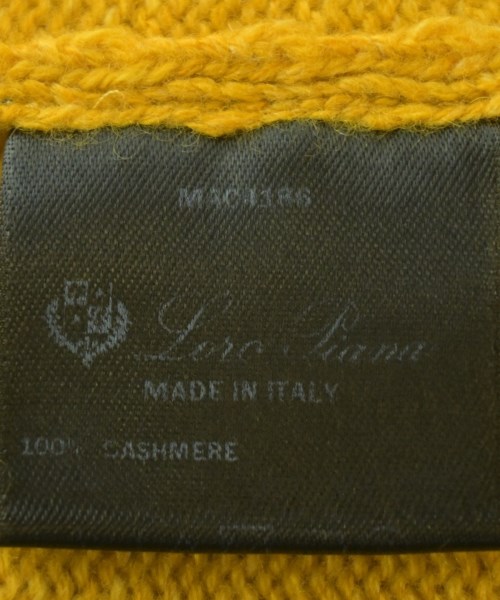 Loro Piana
MADE IN ITALY
100% CASHMERE